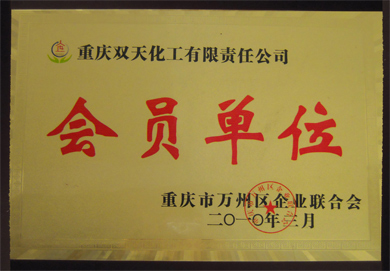 重庆双天化工有限责任公司
会员单位
重庆市万州区企业联合会
二〇一〇年三月